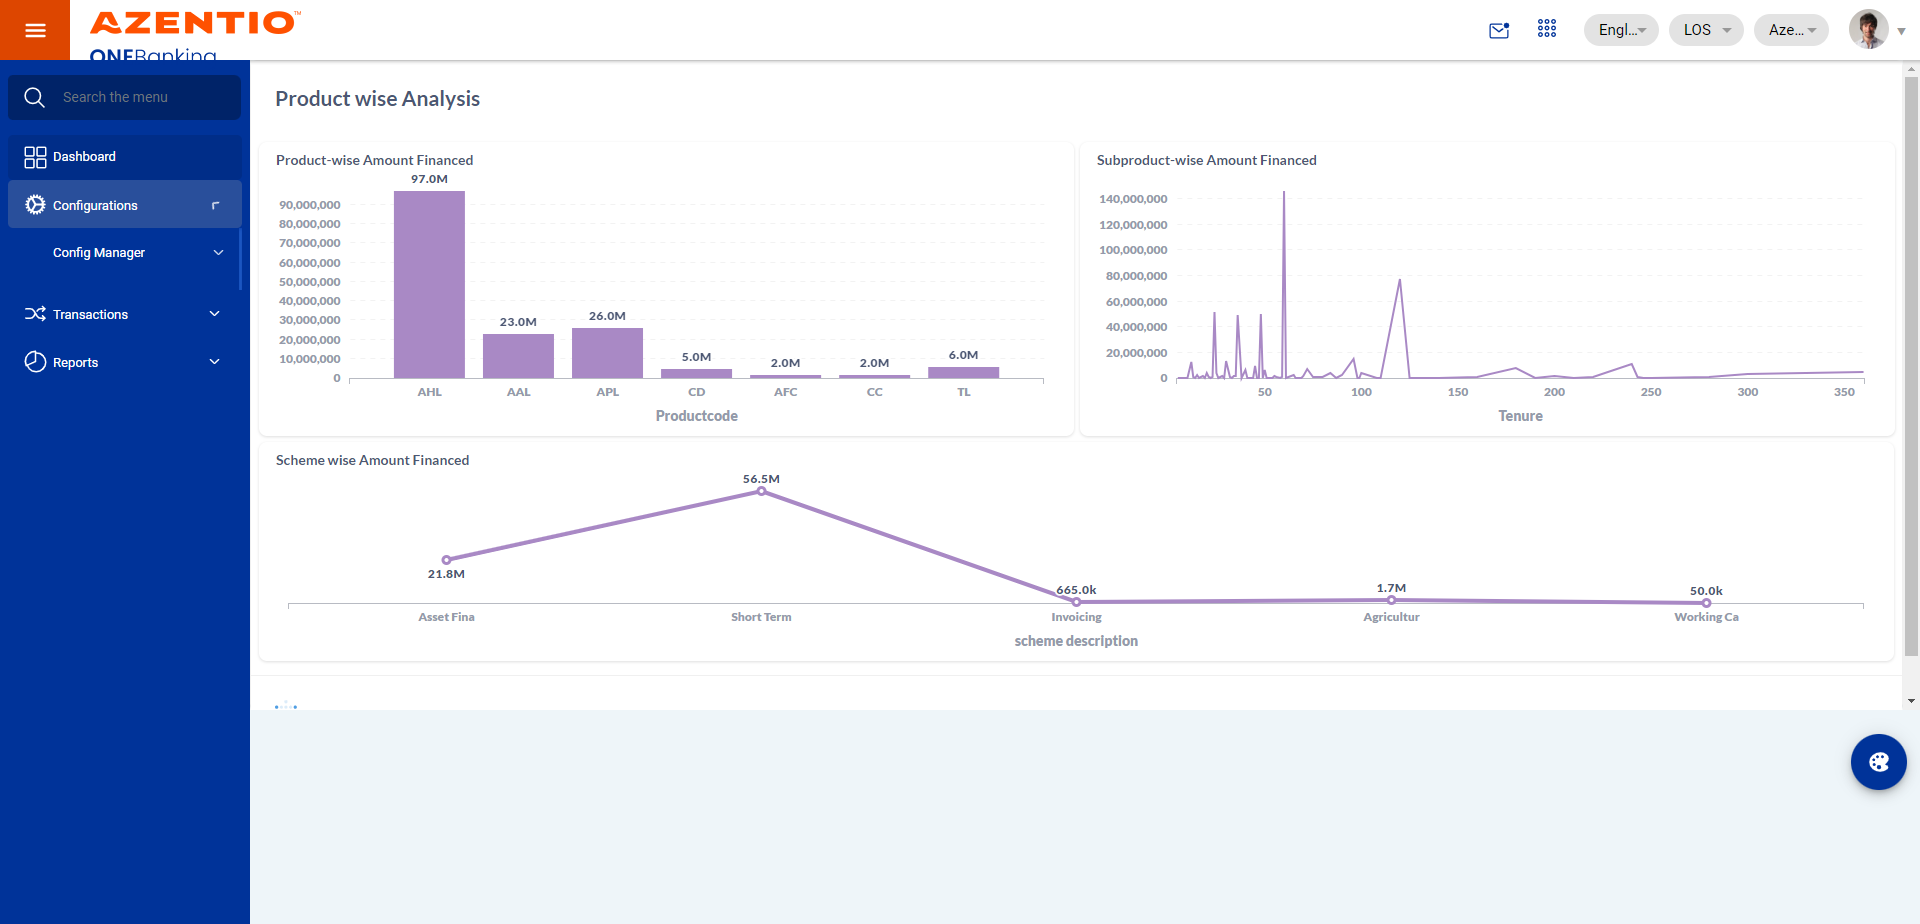 AZENTIO™
ONEBanking
Engl...
LOS
Aze...
Search the menu
Dashboard
Configurations
Config Manager
Transactions
Reports
Product wise Analysis
Product-wise Amount Financed
97.0M
90,000,000
80,000,000
70,000,000
60,000,000
50,000,000
40,000,000
30,000,000
20,000,000
10,000,000
0
23.0M
26.0M
5.0M
2.0M
2.0M
6.0M
AHL
AAL
APL
CD
AFC
CC
TL
Productcode
Subproduct-wise Amount Financed
140,000,000
120,000,000
100,000,000
80,000,000
60,000,000
40,000,000
20,000,000
0
50
100
150
200
250
300
350
Tenure
Scheme wise Amount Financed
56.5M
21.8M
665.0k
1.7M
50.0k
Asset Fina
Short Term
Invoicing
Agricultur
Working Ca
scheme description